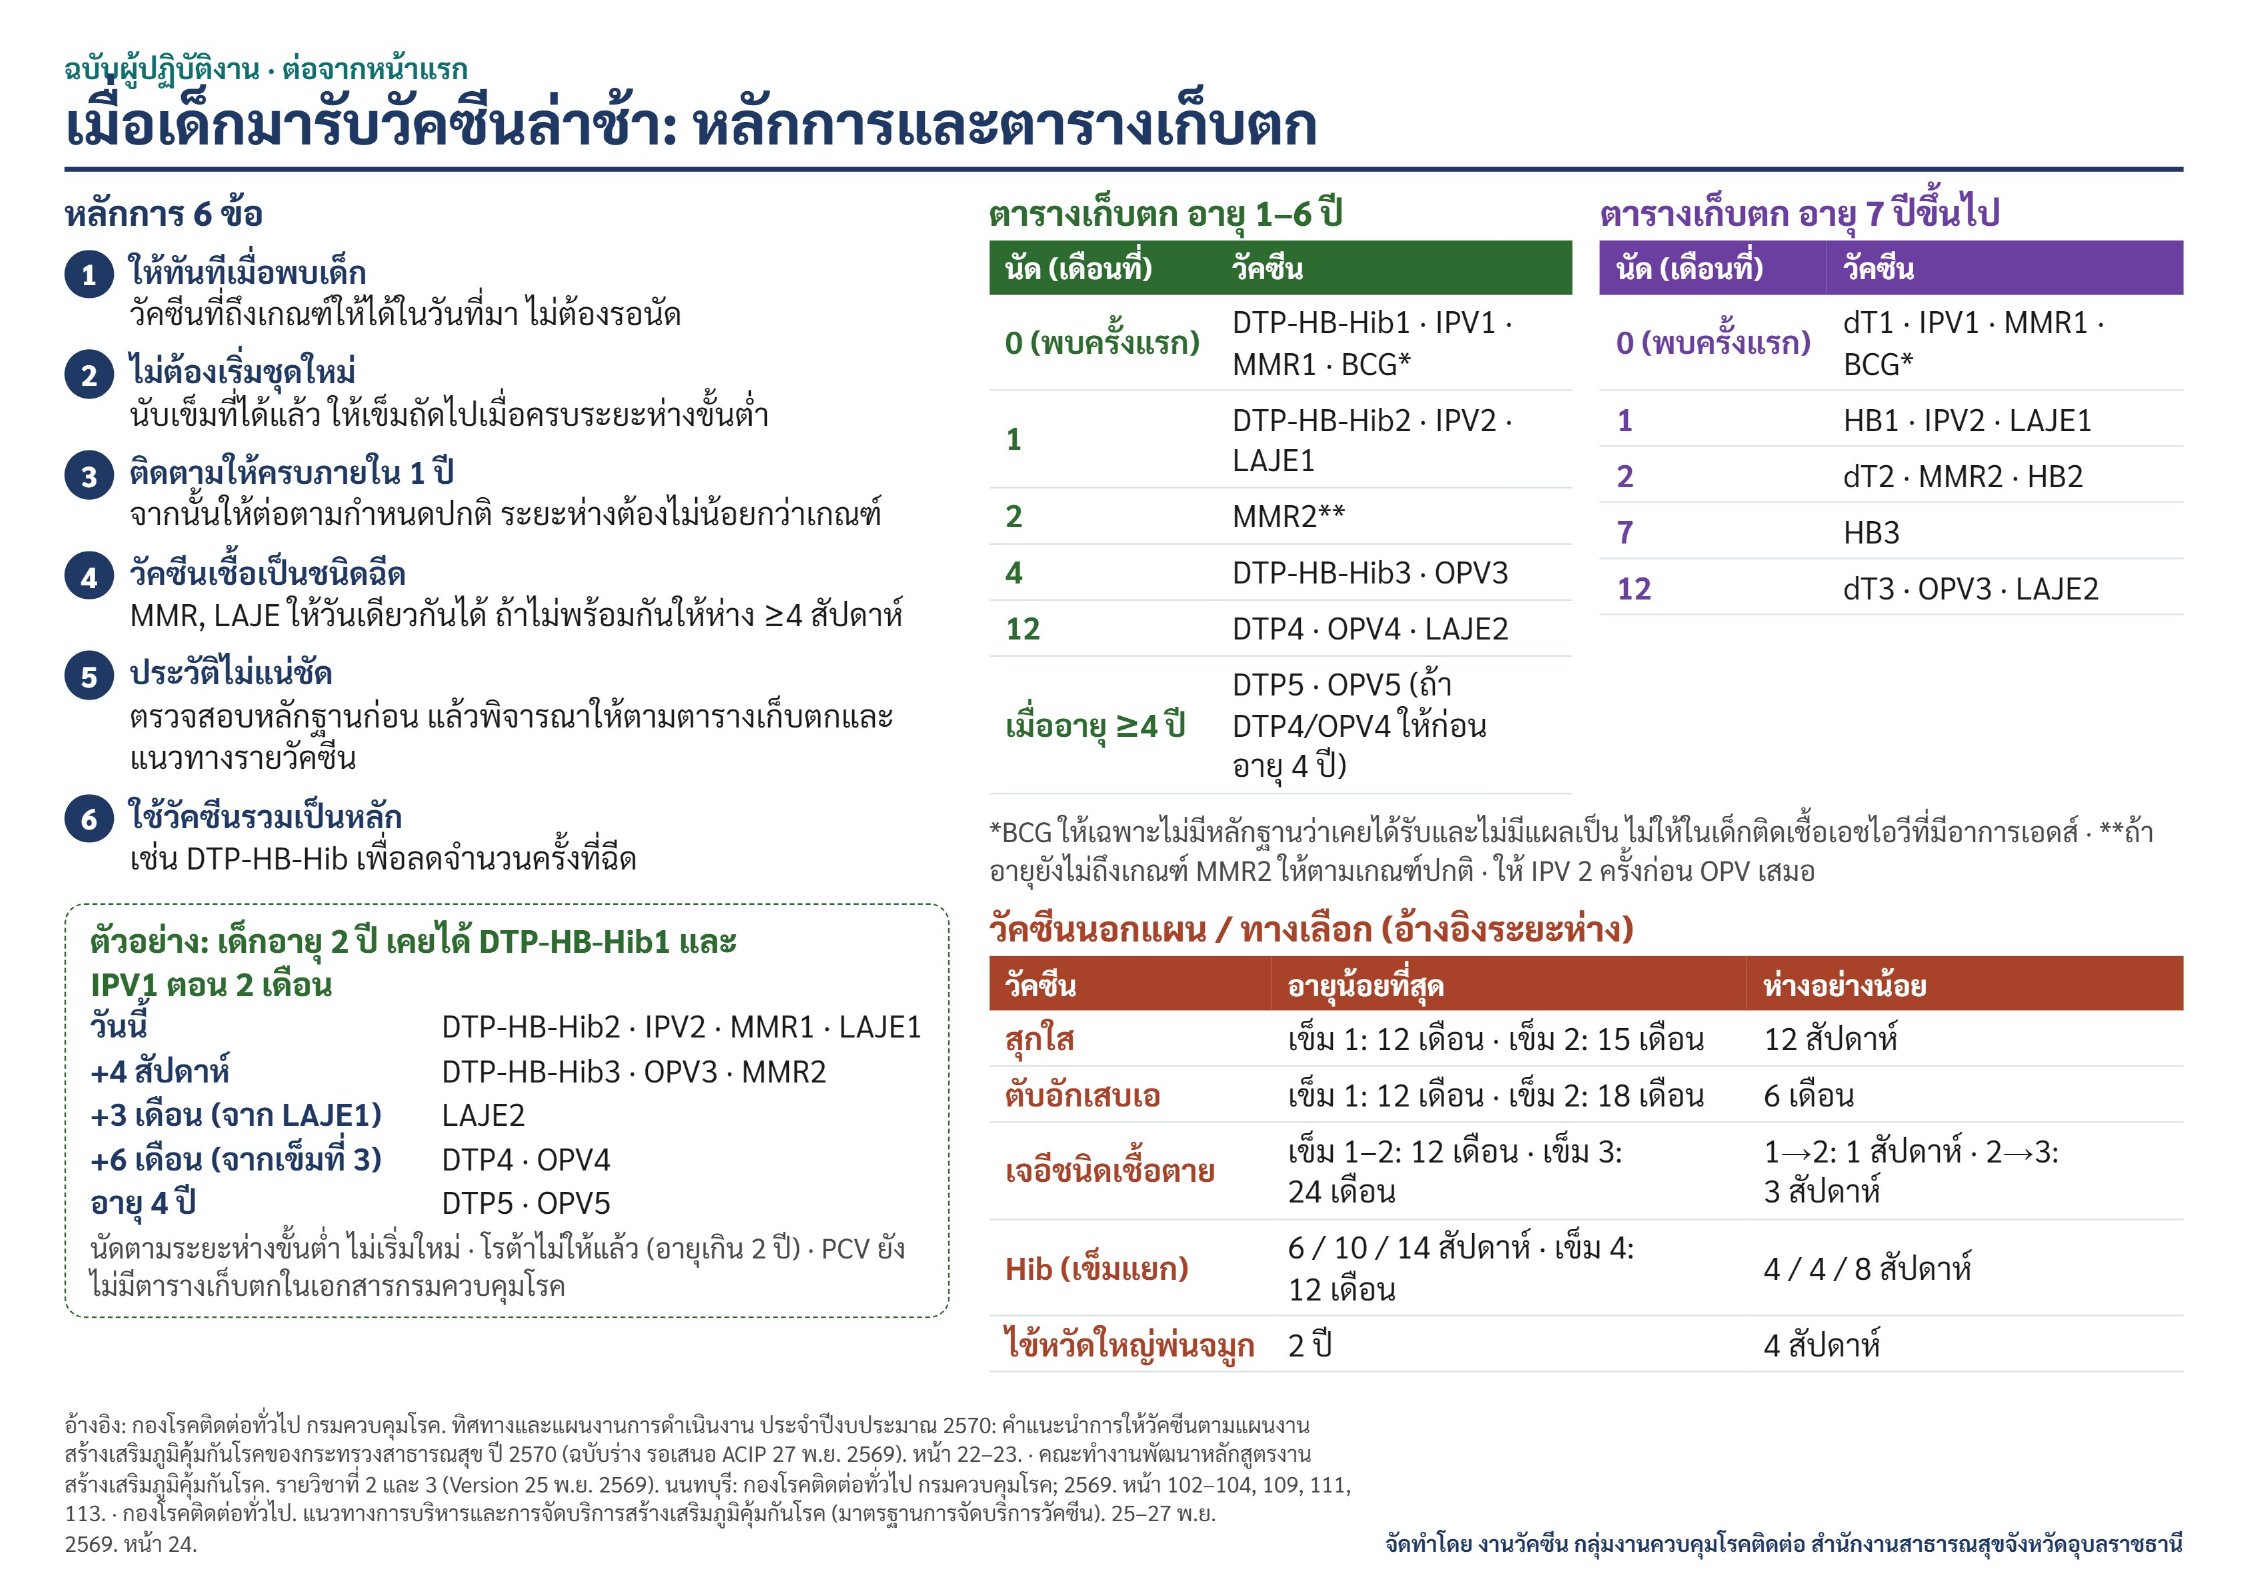 ฉบับผู้ปฏิบัติงาน · ต่อจากหน้าแรก
เมื่อเด็กมารับวัคซีนล่าช้า: หลักการและตารางเก็บตก
หลักการ 6 ข้อ
1 ให้ทันทีเมื่อพบเด็ก
วัคซีนที่ถึงเกณฑ์ให้ได้ในวันที่มา ไม่ต้องรอนัด
2 ไม่ต้องเริ่มชุดใหม่
นับเข็มที่ได้แล้ว ให้เข็มถัดไปเมื่อครบระยะห่างขั้นต่ำ
3 ติดตามให้ครบภายใน 1 ปี
จากนั้นให้ต่อตามกำหนดปกติ ระยะห่างต้องไม่น้อยกว่าเกณฑ์
4 วัคซีนเชื้อเป็นชนิดฉีด
MMR, LAJE ให้วันเดียวกันได้ ถ้าไม่พร้อมกันให้ห่าง ≥4 สัปดาห์
5 ประวัติไม่แน่ชัด
ตรวจสอบหลักฐานก่อน แล้วพิจารณาให้ตามตารางเก็บตกและ
แนวทางรายวัคซีน
6 ใช้วัคซีนรวมเป็นหลัก
เช่น DTP-HB-Hib เพื่อลดจำนวนครั้งที่ฉีด
ตัวอย่าง: เด็กอายุ 2 ปี เคยได้ DTP-HB-Hib1 และ
IPV1 ตอน 2 เดือน
วันนี้ DTP-HB-Hib2 · IPV2 · MMR1 · LAJE1
+4 สัปดาห์ DTP-HB-Hib3 · OPV3 · MMR2
+3 เดือน (จาก LAJE1) LAJE2
+6 เดือน (จากเข็มที่ 3) DTP4 · OPV4
อายุ 4 ปี DTP5 · OPV5
นัดตามระยะห่างขั้นต่ำ ไม่เริ่มใหม่ · โรต้าไม่ให้แล้ว (อายุเกิน 2 ปี) · PCV ยัง
ไม่มีตารางเก็บตกในเอกสารกรมควบคุมโรค
ตารางเก็บตก อายุ 1–6 ปี
นัด (เดือนที่) วัคซีน
0 (พบครั้งแรก) DTP-HB-Hib1 · IPV1 ·
MMR1 · BCG*
1 DTP-HB-Hib2 · IPV2 ·
LAJE1
2 MMR2**
4 DTP-HB-Hib3 · OPV3
12 DTP4 · OPV4 · LAJE2
เมื่ออายุ ≥4 ปี DTP5 · OPV5 (ถ้า
DTP4/OPV4 ให้ก่อน
อายุ 4 ปี)
ตารางเก็บตก อายุ 7 ปีขึ้นไป
นัด (เดือนที่) วัคซีน
0 (พบครั้งแรก) dT1 · IPV1 · MMR1 ·
BCG*
1 HB1 · IPV2 · LAJE1
2 dT2 · MMR2 · HB2
7 HB3
12 dT3 · OPV3 · LAJE2
*BCG ให้เฉพาะไม่มีหลักฐานว่าเคยได้รับและไม่มีแผลเป็น ไม่ให้ในเด็กติดเชื้อเอชไอวีที่มีอาการเอดส์ · **ถ้า
อายุยังไม่ถึงเกณฑ์ MMR2 ให้ตามเกณฑ์ปกติ · ให้ IPV 2 ครั้งก่อน OPV เสมอ
วัคซีนนอกแผน / ทางเลือก (อ้างอิงระยะห่าง)
วัคซีน อายุน้อยที่สุด ห่างอย่างน้อย
สุกใส เข็ม 1: 12 เดือน · เข็ม 2: 15 เดือน 12 สัปดาห์
ตับอักเสบเอ เข็ม 1: 12 เดือน · เข็ม 2: 18 เดือน 6 เดือน
เจอีชนิดเชื้อตาย เข็ม 1–2: 12 เดือน · เข็ม 3: 1→2: 1 สัปดาห์ · 2→3:
24 เดือน 3 สัปดาห์
Hib (เข็มแยก) 6 / 10 / 14 สัปดาห์ · เข็ม 4: 4 / 4 / 8 สัปดาห์
12 เดือน
ไข้หวัดใหญ่พ่นจมูก 2 ปี 4 สัปดาห์
อ้างอิง: กองโรคติดต่อทั่วไป กรมควบคุมโรค. ทิศทางและแผนงานการดำเนินงาน ประจำปีงบประมาณ 2570: คำแนะนำการให้วัคซีนตามแผนงาน
สร้างเสริมภูมิคุ้มกันโรคของกระทรวงสาธารณสุข ปี 2570 (ฉบับร่าง รอเสนอ ACIP 27 พ.ย. 2569). หน้า 22–23. · คณะทำงานพัฒนาหลักสูตรงาน
สร้างเสริมภูมิคุ้มกันโรค. รายวิชาที่ 2 และ 3 (Version 25 พ.ย. 2569). นนทบุรี: กองโรคติดต่อทั่วไป กรมควบคุมโรค; 2569. หน้า 102–104, 109, 111,
113. · กองโรคติดต่อทั่วไป. แนวทางการบริหารและการจัดบริการสร้างเสริมภูมิคุ้มกันโรค (มาตรฐานการจัดบริการวัคซีน). 25–27 พ.ย.
2569. หน้า 24.
จัดทำโดย งานวัคซีน กลุ่มงานควบคุมโรคติดต่อ สำนักงานสาธารณสุขจังหวัดอุบลราชธานี